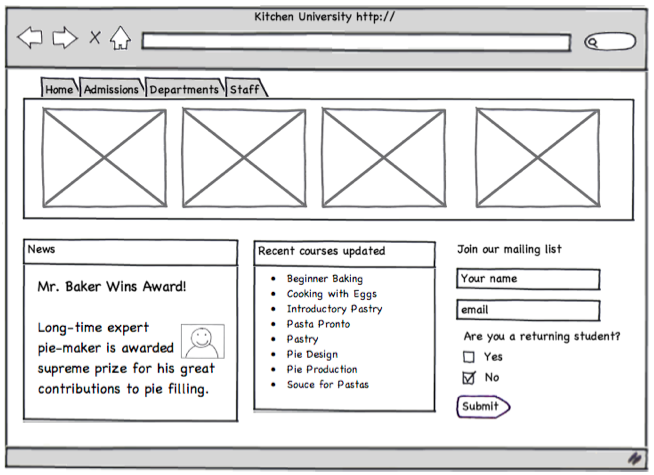 Kitchen University http://
X
Home Admissions Departments Staff
News
Mr. Baker Wins Award!
Long-time expert
pie-maker is awarded
supreme prize for his great
contributions to pie filling.
Recent courses updated
• Beginner Baking
• Cooking with Eggs
• Introductory Pastry
• Pasta Pronto
• Pastry
• Pie Design
• Pie Production
• Souce for Pastas
Join our mailing list
Your name
email
Are you a returning student?
Yes
No
Submit